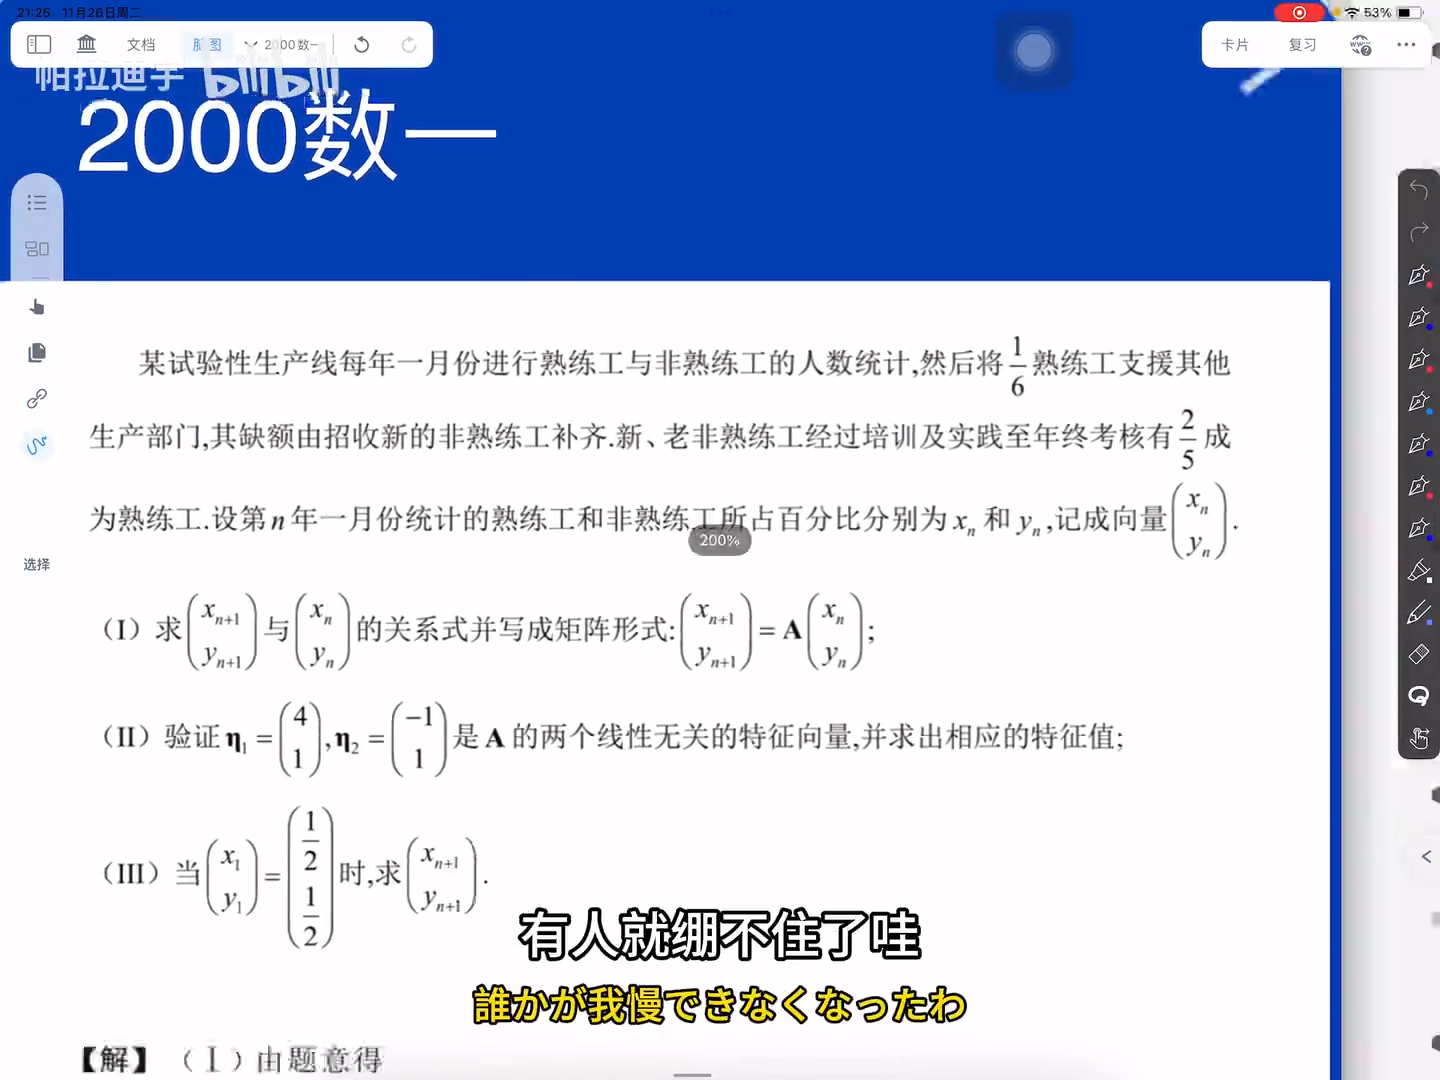 21:25 11月26日周二
53%
文档 脑图 2000数一
卡片 复习
帕拉迪宇 bilibili
2000数一
某试验性生产线每年一月份进行熟练工与非熟练工的人数统计,然后将 1/6 熟练工支援其他
生产部门,其缺额由招收新的非熟练工补齐.新、老非熟练工经过培训及实践至年终考核有 2/5 成
为熟练工.设第 n 年一月份统计的熟练工和非熟练工所占百分比分别为 xₙ 和 yₙ,记成向量 (xₙ yₙ).
200%
选择
(I) 求 (xₙ₊₁ yₙ₊₁) 与 (xₙ yₙ) 的关系式并写成矩阵形式: (xₙ₊₁ yₙ₊₁) = A (xₙ yₙ);
(II) 验证 η₁ = (4 1), η₂ = (−1 1) 是 A 的两个线性无关的特征向量,并求出相应的特征值;
(III) 当 (x₁ y₁) = (1/2 1/2) 时,求 (xₙ₊₁ yₙ₊₁).
有人就绷不住了哇
誰かが我慢できなくなったわ
【解】 (I) 由题意得